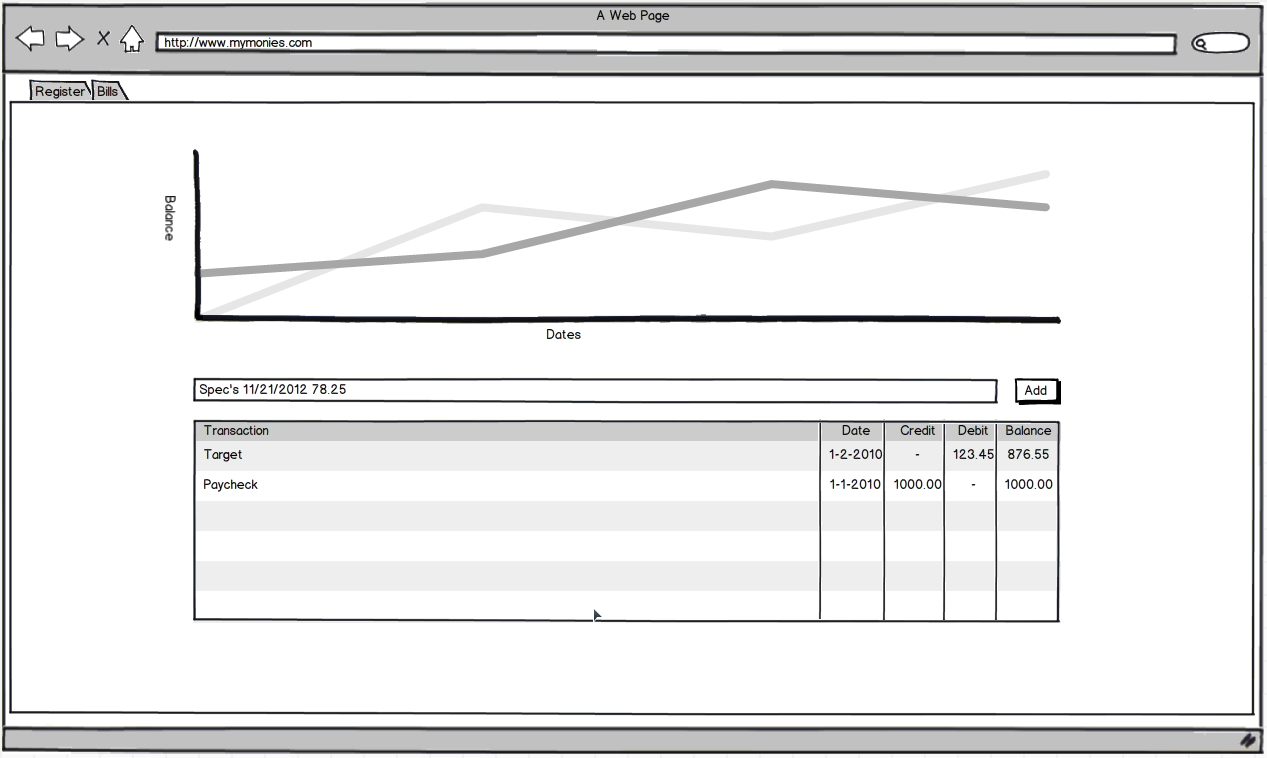 A Web Page
http://www.mymonies.com
Register Bills
Balance
Dates
Spec's 11/21/2012 78.25 Add
Transaction Date Credit Debit Balance
Target 1-2-2010 - 123.45 876.55
Paycheck 1-1-2010 1000.00 - 1000.00